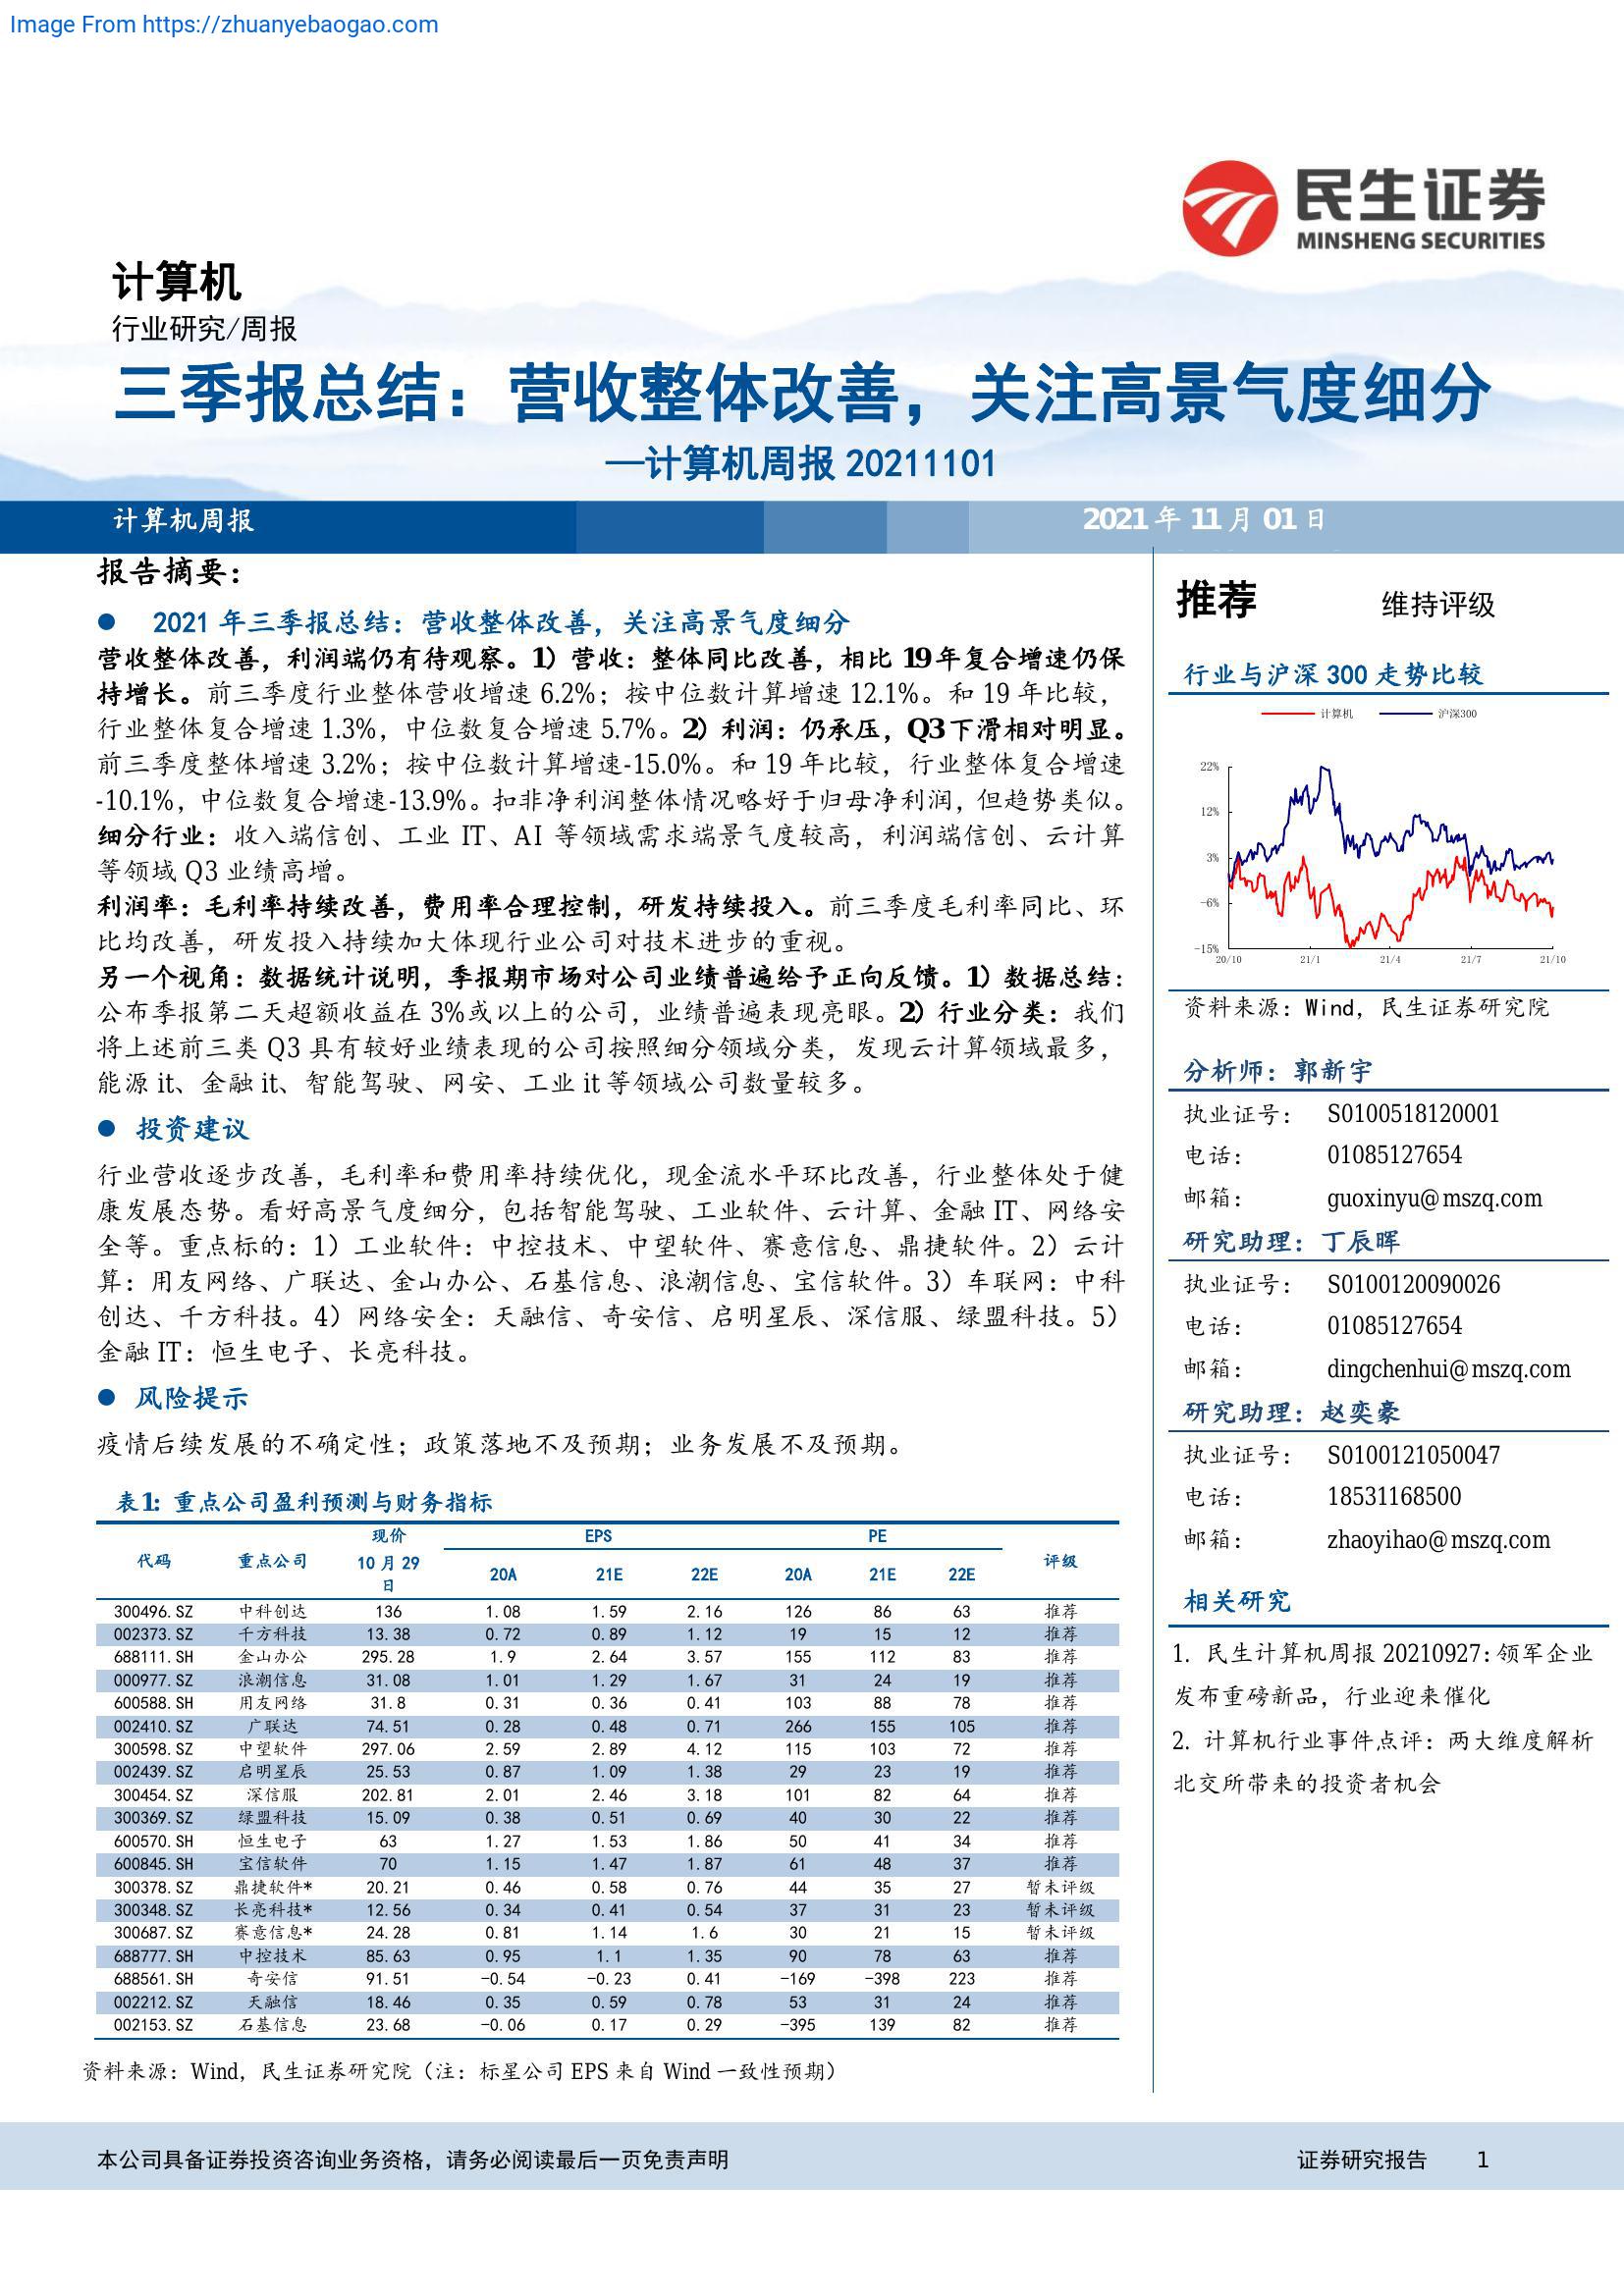 Image From https://zhuanyebaogao.com
民生证券
MINSHENG SECURITIES
计算机
行业研究/周报
三季报总结：营收整体改善，关注高景气度细分
—计算机周报 20211101
计算机周报
2021 年 11 月 01 日
报告摘要：
● 2021 年三季报总结：营收整体改善，关注高景气度细分
营收整体改善，利润端仍有待观察。1）营收：整体同比改善，相比 19 年复合增速仍保
持增长。前三季度行业整体营收增速 6.2%；按中位数计算增速 12.1%。和 19 年比较，
行业整体复合增速 1.3%，中位数复合增速 5.7%。2）利润：仍承压，Q3 下滑相对明显。
前三季度整体增速 3.2%；按中位数计算增速-15.0%。和 19 年比较，行业整体复合增速
-10.1%，中位数复合增速-13.9%。扣非净利润整体情况略好于归母净利润，但趋势类似。
细分行业：收入端信创、工业 IT、AI 等领域需求端景气度较高，利润端信创、云计算
等领域 Q3 业绩高增。
利润率：毛利率持续改善，费用率合理控制，研发持续投入。前三季度毛利率同比、环
比均改善，研发投入持续加大体现行业公司对技术进步的重视。
另一个视角：数据统计说明，季报期市场对公司业绩普遍给予正向反馈。1）数据总结：
公布季报第二天超额收益在 3%或以上的公司，业绩普遍表现亮眼。2）行业分类：我们
将上述前三类 Q3 具有较好业绩表现的公司按照细分领域分类，发现云计算领域最多，
能源 it、金融 it、智能驾驶、网安、工业 it 等领域公司数量较多。
● 投资建议
行业营收逐步改善，毛利率和费用率持续优化，现金流水平环比改善，行业整体处于健
康发展态势。看好高景气度细分，包括智能驾驶、工业软件、云计算、金融 IT、网络安
全等。重点标的：1）工业软件：中控技术、中望软件、赛意信息、鼎捷软件。2）云计
算：用友网络、广联达、金山办公、石基信息、浪潮信息、宝信软件。3）车联网：中科
创达、千方科技。4）网络安全：天融信、奇安信、启明星辰、深信服、绿盟科技。5）
金融 IT：恒生电子、长亮科技。
● 风险提示
疫情后续发展的不确定性；政策落地不及预期；业务发展不及预期。
表1: 重点公司盈利预测与财务指标
代码 重点公司 现价 10 月 29 日 EPS PE 评级
20A 21E 22E 20A 21E 22E
300496.SZ 中科创达 136 1.08 1.59 2.16 126 86 63 推荐
002373.SZ 千方科技 13.38 0.72 0.89 1.12 19 15 12 推荐
688111.SH 金山办公 295.28 1.9 2.64 3.57 155 112 83 推荐
000977.SZ 浪潮信息 31.08 1.01 1.29 1.67 31 24 19 推荐
600588.SH 用友网络 31.8 0.31 0.36 0.41 103 88 78 推荐
002410.SZ 广联达 74.51 0.28 0.48 0.71 266 155 105 推荐
300598.SZ 中望软件 297.06 2.59 2.89 4.12 115 103 72 推荐
002439.SZ 启明星辰 25.53 0.87 1.09 1.38 29 23 19 推荐
300454.SZ 深信服 202.81 2.01 2.46 3.18 101 82 64 推荐
300369.SZ 绿盟科技 15.09 0.38 0.51 0.69 40 30 22 推荐
600570.SH 恒生电子 63 1.27 1.53 1.86 50 41 34 推荐
600845.SH 宝信软件 70 1.15 1.47 1.87 61 48 37 推荐
300378.SZ 鼎捷软件* 20.21 0.46 0.58 0.76 44 35 27 暂未评级
300348.SZ 长亮科技* 12.56 0.34 0.41 0.54 37 31 23 暂未评级
300687.SZ 赛意信息* 24.28 0.81 1.14 1.6 30 21 15 暂未评级
688777.SH 中控技术 85.63 0.95 1.1 1.35 90 78 63 推荐
688561.SH 奇安信 91.51 -0.54 -0.23 0.41 -169 -398 223 推荐
002212.SZ 天融信 18.46 0.35 0.59 0.78 53 31 24 推荐
002153.SZ 石基信息 23.68 -0.06 0.17 0.29 -395 139 82 推荐
资料来源：Wind，民生证券研究院（注：标星公司 EPS 来自 Wind 一致性预期）
推荐 维持评级
行业与沪深 300 走势比较
计算机 沪深300
22%
12%
3%
-6%
-15%
20/10 21/1 21/4 21/7 21/10
资料来源：Wind，民生证券研究院
分析师：郭新宇
执业证号： S0100518120001
电话： 01085127654
邮箱： guoxinyu@mszq.com
研究助理：丁辰晖
执业证号： S0100120090026
电话： 01085127654
邮箱： dingchenhui@mszq.com
研究助理：赵奕豪
执业证号： S0100121050047
电话： 18531168500
邮箱： zhaoyihao@mszq.com
相关研究
1. 民生计算机周报 20210927：领军企业
发布重磅新品，行业迎来催化
2. 计算机行业事件点评：两大维度解析
北交所带来的投资者机会
本公司具备证券投资咨询业务资格，请务必阅读最后一页免责声明
证券研究报告 1